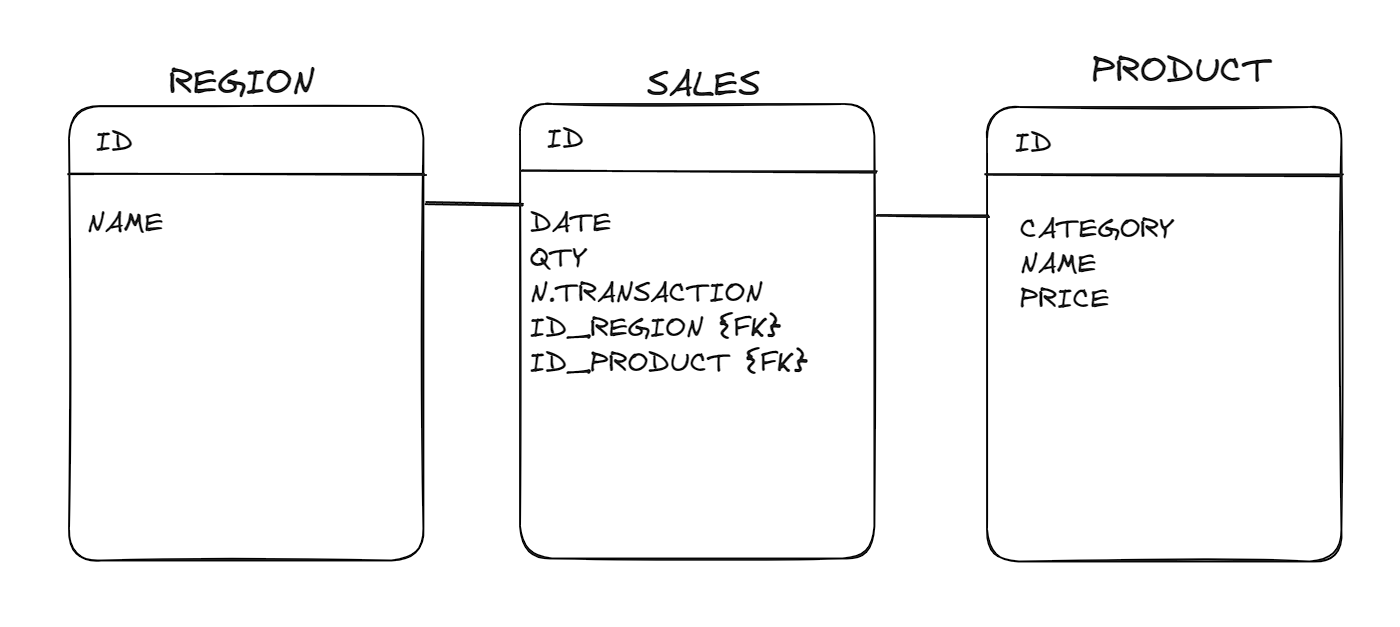 REGION
ID
NAME
SALES
ID
DATE
QTY
N.TRANSACTION
ID_REGION {FK}
ID_PRODUCT {FK}
PRODUCT
ID
CATEGORY
NAME
PRICE